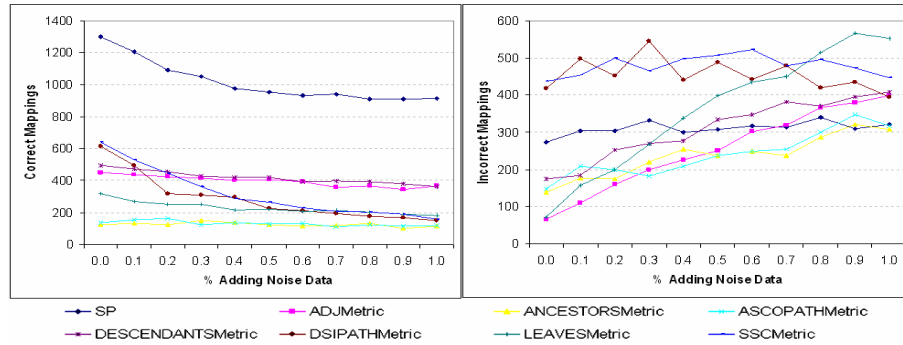 1400
1200
1000
800
600
400
200
0
Correct Mappings
0.0 0.1 0.2 0.3 0.4 0.5 0.6 0.7 0.8 0.9 1.0
% Adding Noise Data
600
500
400
300
200
100
0
Incorrect Mappings
0.0 0.1 0.2 0.3 0.4 0.5 0.6 0.7 0.8 0.9 1.0
% Adding Noise Data
SP ADJMetric ANCESTORSMetric ASCOPATHMetric
DESCENDANTSMetric DSIPATHMetric LEAVESMetric SSCMetric